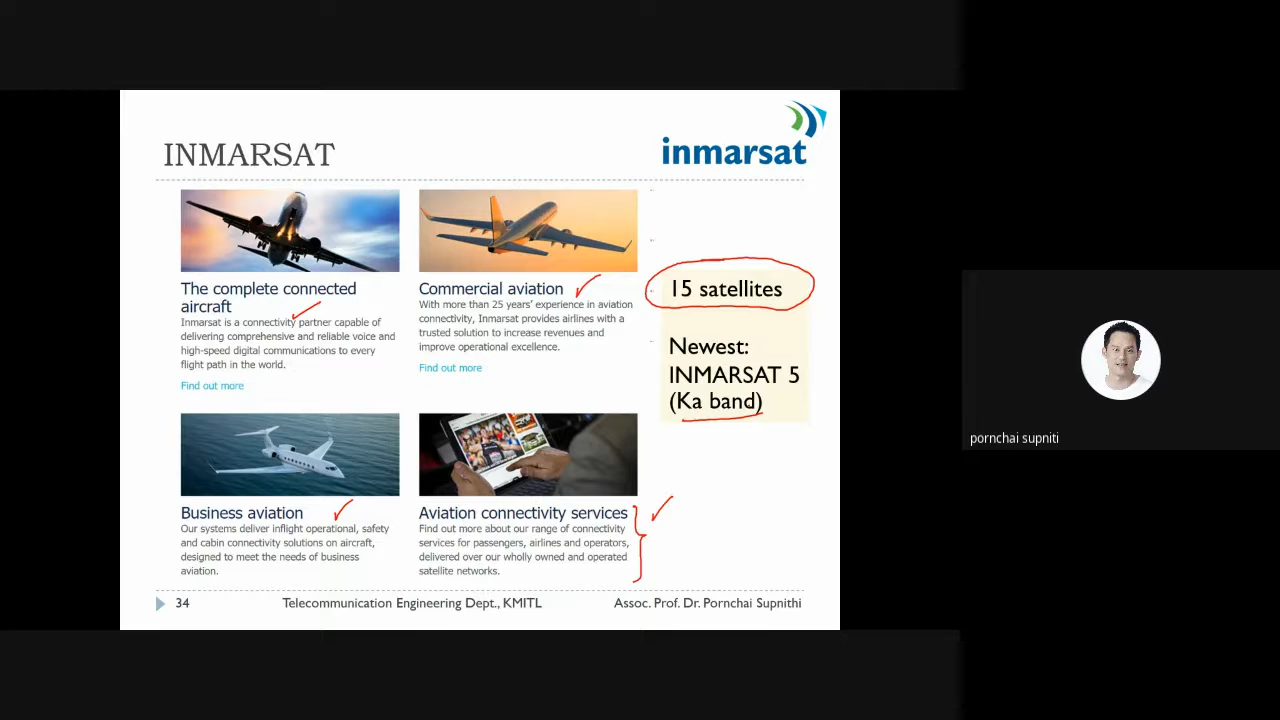 INMARSAT
inmarsat
The complete connected
aircraft
Inmarsat is a connectivity partner capable of
delivering comprehensive and reliable voice and
high-speed digital communications to every
flight path in the world.
Find out more
Commercial aviation
With more than 25 years' experience in aviation
connectivity, Inmarsat provides airlines with a
trusted solution to increase revenues and
improve operational excellence.
Find out more
15 satellites
Newest:
INMARSAT 5
(Ka band)
Business aviation
Our systems deliver inflight operational, safety
and cabin connectivity solutions on aircraft,
designed to meet the needs of business
aviation.
Aviation connectivity services
Find out more about our range of connectivity
services for passengers, airlines and operators,
delivered over our wholly owned and operated
satellite networks.
34
Telecommunication Engineering Dept., KMITL
Assoc. Prof. Dr. Pornchai Supnithi
pornchai supniti